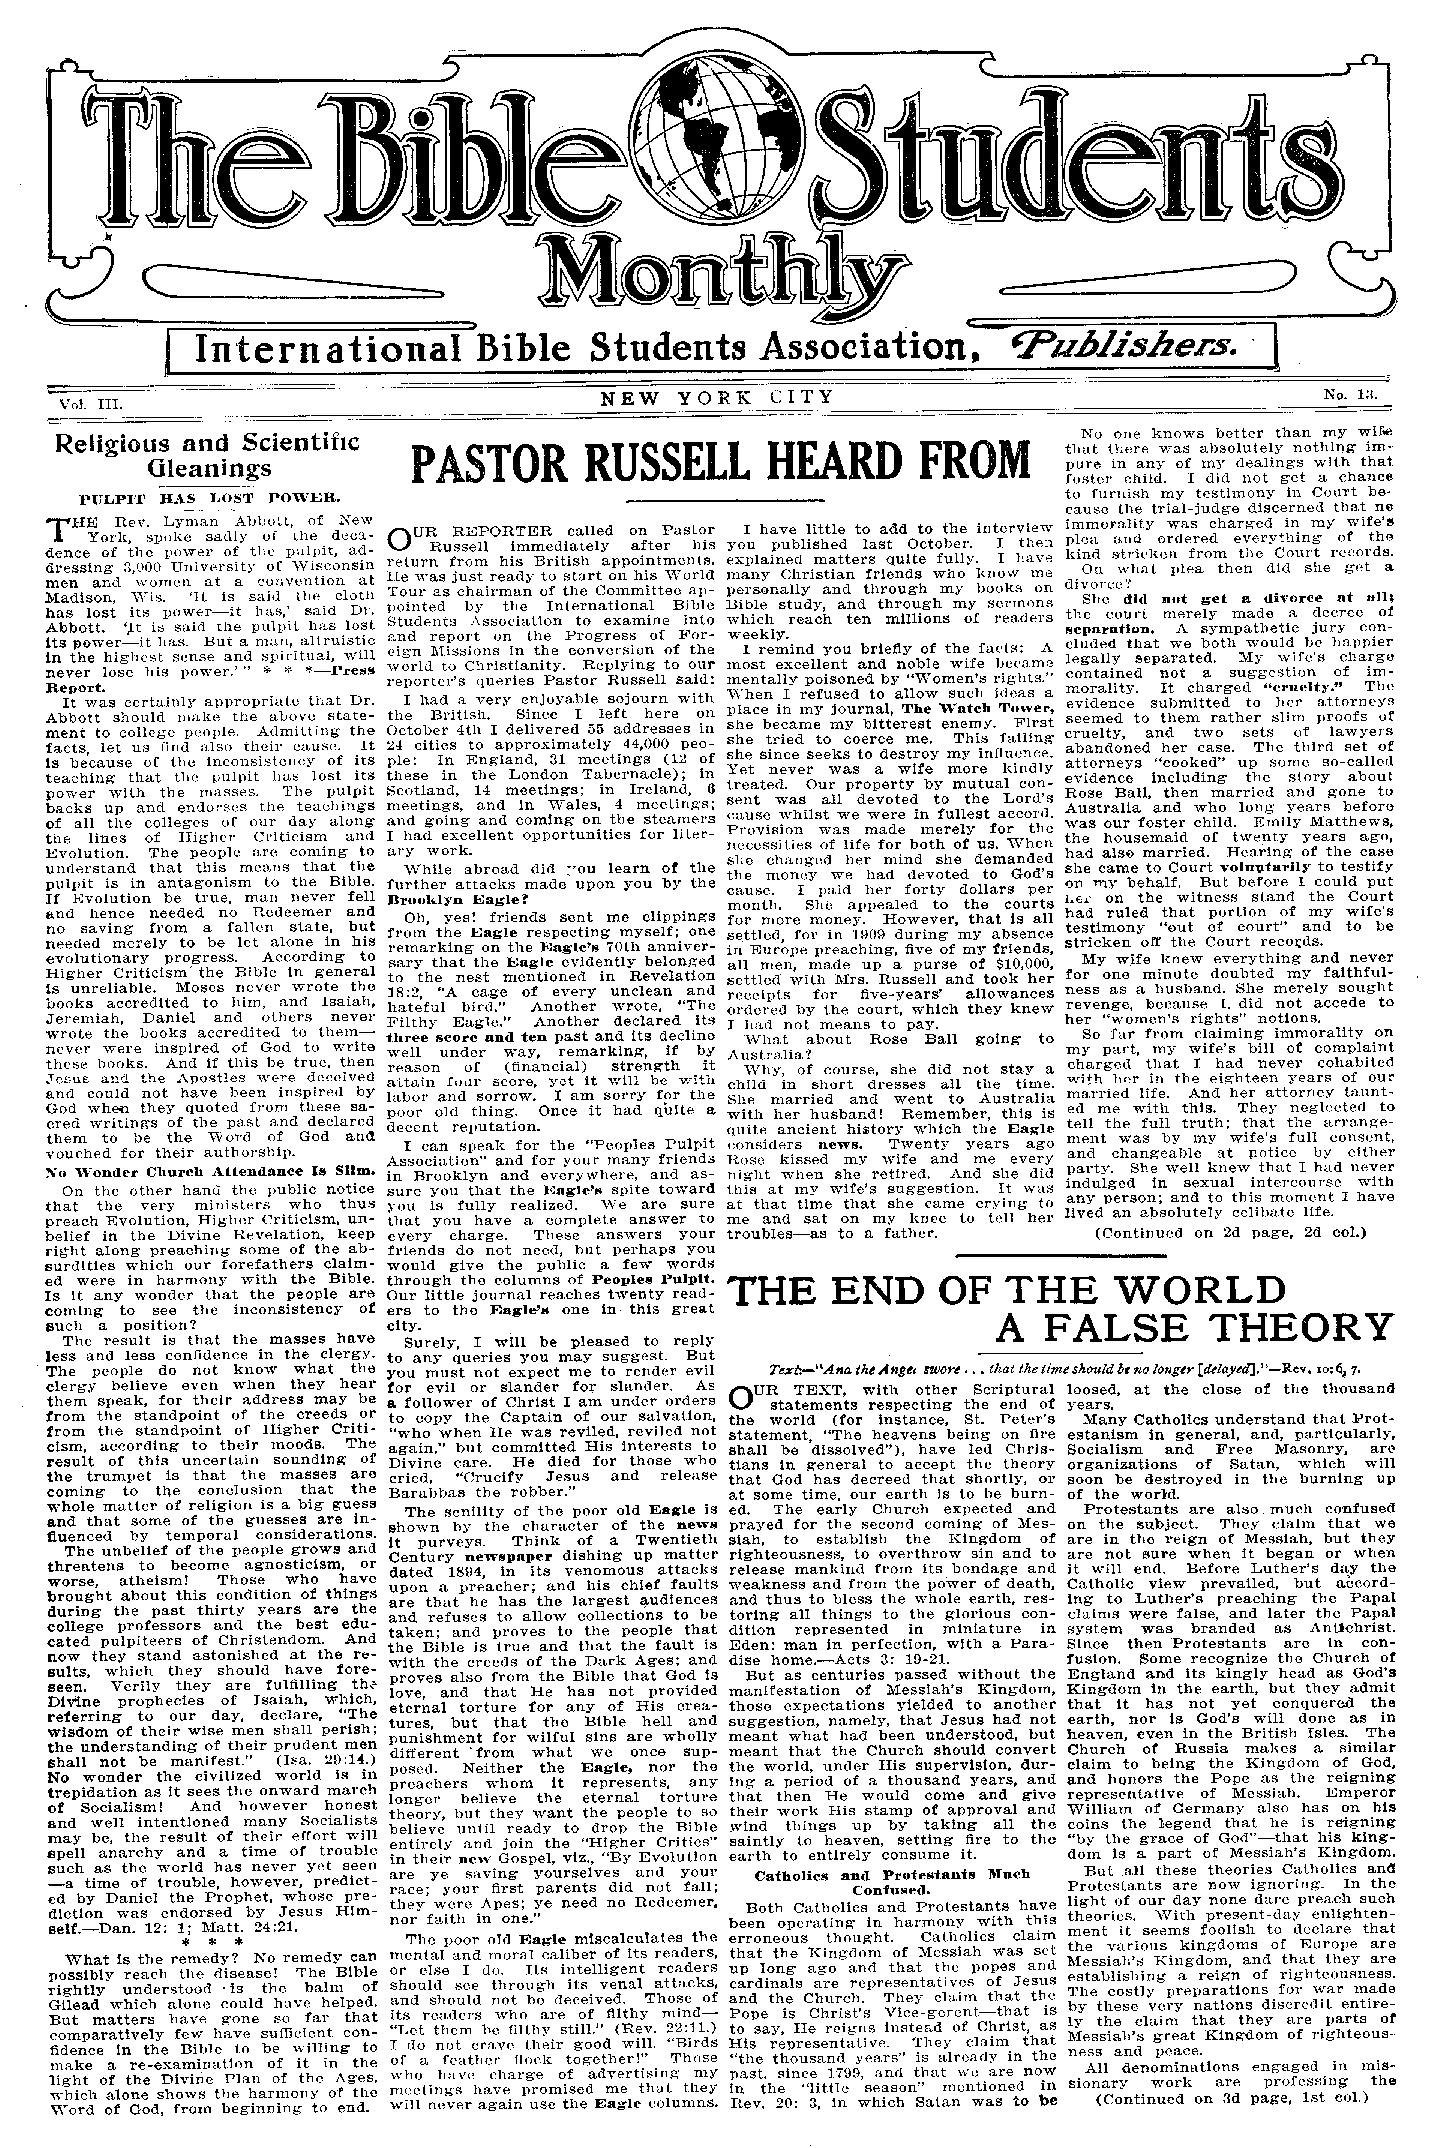 The Bible Students
Monthly
International Bible Students Association, Publishers.
Vol. III.
NEW YORK CITY
No. 13.
Religious and Scientific
Gleanings
PULPIT HAS LOST POWER.
THE Rev. Lyman Abbott, of New
York, spoke sadly of the deca-
dence of the power of the pulpit, ad-
dressing 3,000 University of Wisconsin
men and women at a convention at
Madison, Wis. 'It is said the cloth
has lost its power—it has,' said Dr.
Abbott. 'It is said the pulpit has lost
its power—it has. But a man, altruistic
in the highest sense and spiritual, will
never lose his power.'" * * *—Press
Report.
It was certainly appropriate that Dr.
Abbott should make the above state-
ment to college people. Admitting the
facts, let us find also their cause. It
is because of the inconsistency of its
teaching that the pulpit has lost its
power with the masses. The pulpit
backs up and endorses the teachings
of all the colleges of our day along
the lines of Higher Criticism and
Evolution. The people are coming to
understand that this means that the
pulpit is in antagonism to the Bible.
If Evolution be true, man never fell
and hence needed no Redeemer and
no saving from a fallen state, but
needed merely to be let alone in his
evolutionary progress. According to
Higher Criticism the Bible in general
is unreliable. Moses never wrote the
books accredited to him, and Isaiah,
Jeremiah, Daniel and others never
wrote the books accredited to them—
never were inspired of God to write
these books. And if this be true, then
Jesus and the Apostles were deceived
and could not have been inspired by
God when they quoted from these sa-
cred writings of the past and declared
them to be the Word of God and
vouched for their authorship.
No Wonder Church Attendance Is Slim.
On the other hand the public notice
that the very ministers who thus
preach Evolution, Higher Criticism, un-
belief in the Divine Revelation, keep
right along preaching some of the ab-
surdities which our forefathers claim-
ed were in harmony with the Bible.
Is it any wonder that the people are
coming to see the inconsistency of
such a position?
The result is that the masses have
less and less confidence in the clergy.
The people do not know what the
clergy believe even when they hear
them speak, for their address may be
from the standpoint of the creeds or
from the standpoint of Higher Criti-
cism, according to their moods. The
result of this uncertain sounding of
the trumpet is that the masses are
coming to the conclusion that the
whole matter of religion is a big guess
and that some of the guesses are in-
fluenced by temporal considerations.
The unbelief of the people grows and
threatens to become agnosticism, or
worse, atheism! Those who have
brought about this condition of things
during the past thirty years are the
college professors and the best edu-
cated pulpiteers of Christendom. And
now they stand astonished at the re-
sults, which they should have fore-
seen. Verily they are fulfilling the
Divine prophecies of Isaiah, which,
referring to our day, declare, "The
wisdom of their wise men shall perish;
the understanding of their prudent men
shall not be manifest." (Isa. 29:14.)
No wonder the civilized world is in
trepidation as it sees the onward march
of Socialism! And however honest
and well intentioned many Socialists
may be, the result of their effort will
spell anarchy and a time of trouble
such as the world has never yet seen
—a time of trouble, however, predict-
ed by Daniel the Prophet, whose pre-
diction was endorsed by Jesus Him-
self.—Dan. 12: 1; Matt. 24:21.
* * *
What is the remedy? No remedy can
possibly reach the disease! The Bible
rightly understood is the balm of
Gilead which alone could have helped.
But matters have gone so far that
comparatively few have sufficient con-
fidence in the Bible to be willing to
make a re-examination of it in the
light of the Divine Plan of the Ages,
which alone shows the harmony of the
Word of God, from beginning to end.
PASTOR RUSSELL HEARD FROM
OUR REPORTER called on Pastor
Russell immediately after his
return from his British appointments.
He was just ready to start on his World
Tour as chairman of the Committee ap-
pointed by the International Bible
Students Association to examine into
and report on the Progress of For-
eign Missions in the conversion of the
world to Christianity. Replying to our
reporter's queries Pastor Russell said:
I had a very enjoyable sojourn with
the British. Since I left here on
October 4th I delivered 55 addresses in
24 cities to approximately 44,000 peo-
ple: In England, 31 meetings (12 of
these in the London Tabernacle); in
Scotland, 14 meetings; in Ireland, 6
meetings, and in Wales, 4 meetings;
and going and coming on the steamers
I had excellent opportunities for liter-
ary work.
While abroad did you learn of the
further attacks made upon you by the
Brooklyn Eagle?
Oh, yes! friends sent me clippings
from the Eagle respecting myself; one
remarking on the Eagle's 70th anniver-
sary that the Eagle evidently belonged
to the nest mentioned in Revelation
18:2, "A cage of every unclean and
hateful bird." Another wrote, "The
Filthy Eagle." Another declared its
three score and ten past and its decline
well under way, remarking, if by
reason of (financial) strength it
attain four score, yet it will be with
labor and sorrow. I am sorry for the
poor old thing. Once it had quite a
decent reputation.
I can speak for the "Peoples Pulpit
Association" and for your many friends
in Brooklyn and everywhere, and as-
sure you that the Eagle's spite toward
you is fully realized. We are sure
that you have a complete answer to
every charge. These answers your
friends do not need, but perhaps you
would give the public a few words
through the columns of Peoples Pulpit.
Our little journal reaches twenty read-
ers to the Eagle's one in this great
city.
Surely, I will be pleased to reply
to any queries you may suggest. But
you must not expect me to render evil
for evil or slander for slander. As
a follower of Christ I am under orders
to copy the Captain of our salvation,
"who when He was reviled, reviled not
again," but committed His interests to
Divine care. He died for those who
cried, "Crucify Jesus and release
Barabbas the robber."
The senility of the poor old Eagle is
shown by the character of the news
it purveys. Think of a Twentieth
Century newspaper dishing up matter
dated 1894, in its venomous attacks
upon a preacher; and his chief faults
are that he has the largest audiences
and refuses to allow collections to be
taken; and proves to the people that
the Bible is true and that the fault is
with the creeds of the Dark Ages; and
proves also from the Bible that God is
love, and that He has not provided
eternal torture for any of His crea-
tures, but that the Bible hell and
punishment for wilful sins are wholly
different from what we once sup-
posed. Neither the Eagle, nor the
preachers whom it represents, any
longer believe the eternal torture
theory, but they want the people to so
believe until ready to drop the Bible
entirely and join the "Higher Critics"
in their new Gospel, viz., "By Evolution
are ye saving yourselves and your
race; your first parents did not fall;
they were Apes; ye need no Redeemer,
nor faith in one."
The poor old Eagle miscalculates the
mental and moral caliber of its readers,
or else I do. Its intelligent readers
should see through its venal attacks,
and should not be deceived. Those of
its readers who are of filthy mind—
"Let them be filthy still." (Rev. 22:11.)
I do not crave their good will. "Birds
of a feather flock together!" Those
who have charge of advertising my
meetings have promised me that they
will never again use the Eagle columns.
I have little to add to the interview
you published last October. I then
explained matters quite fully. I have
many Christian friends who know me
personally and through my books on
Bible study, and through my sermons
which reach ten millions of readers
weekly.
I remind you briefly of the facts: A
most excellent and noble wife became
mentally poisoned by "Women's rights."
When I refused to allow such ideas a
place in my journal, The Watch Tower,
she became my bitterest enemy. First
she tried to coerce me. This failing
she since seeks to destroy my influence.
Yet never was a wife more kindly
treated. Our property by mutual con-
sent was all devoted to the Lord's
cause whilst we were in fullest accord.
Provision was made merely for the
necessities of life for both of us. When
she changed her mind she demanded
the money we had devoted to God's
cause. I paid her forty dollars per
month. She appealed to the courts
for more money. However, that is all
settled, for in 1909 during my absence
in Europe preaching, five of my friends,
all men, made up a purse of $10,000,
settled with Mrs. Russell and took her
receipts for five-years' allowances
ordered by the court, which they knew
I had not means to pay.
What about Rose Ball going to
Australia?
Why, of course, she did not stay a
child in short dresses all the time.
She married and went to Australia
with her husband! Remember, this is
quite ancient history which the Eagle
considers news. Twenty years ago
Rose kissed my wife and me every
night when she retired. And she did
this at my wife's suggestion. It was
at that time that she came crying to
me and sat on my knee to tell her
troubles—as to a father.
No one knows better than my wife
that there was absolutely nothing im-
pure in any of my dealings with that
foster child. I did not get a chance
to furnish my testimony in Court be-
cause the trial-judge discerned that no
immorality was charged in my wife's
plea and ordered everything of the
kind stricken from the Court records.
On what plea then did she get a
divorce?
She did not get a divorce at all;
the court merely made a decree of
separation. A sympathetic jury con-
cluded that we both would be happier
legally separated. My wife's charge
contained not a suggestion of im-
morality. It charged "cruelty." The
evidence submitted to her attorneys
seemed to them rather slim proofs of
cruelty, and two sets of lawyers
abandoned her case. The third set of
attorneys "cooked" up some so-called
evidence including the story about
Rose Ball, then married and gone to
Australia and who long years before
was our foster child. Emily Matthews,
the housemaid of twenty years ago,
had also married. Hearing of the case
she came to Court voluntarily to testify
on my behalf. But before I could put
her on the witness stand the Court
had ruled that portion of my wife's
testimony "out of court" and to be
stricken off the Court records.
My wife knew everything and never
for one minute doubted my faithful-
ness as a husband. She merely sought
revenge, because I did not accede to
her "women's rights" notions.
So far from claiming immorality on
my part, my wife's bill of complaint
charged that I had never cohabited
with her in the eighteen years of our
married life. And her attorney taunt-
ed me with this. They neglected to
tell the full truth; that the arrange-
ment was by my wife's full consent,
and changeable at notice by either
party. She well knew that I had never
indulged in sexual intercourse with
any person; and to this moment I have
lived an absolutely celibate life.
(Continued on 2d page, 2d col.)
THE END OF THE WORLD
A FALSE THEORY
Text:—"And the Angel swore . . . that the time should be no longer [delayed]."—Rev. 10:6, 7.
OUR TEXT, with other Scriptural
statements respecting the end of
the world (for instance, St. Peter's
statement, "The heavens being on fire
shall be dissolved"), have led Chris-
tians in general to accept the theory
that God has decreed that shortly, or
at some time, our earth is to be burn-
ed. The early Church expected and
prayed for the second coming of Mes-
siah, to establish the Kingdom of
righteousness, to overthrow sin and to
release mankind from its bondage and
weakness and from the power of death,
and thus to bless the whole earth, res-
toring all things to the glorious con-
dition represented in miniature in
Eden: man in perfection, with a Para-
dise home.—Acts 3: 19-21.
But as centuries passed without the
manifestation of Messiah's Kingdom,
those expectations yielded to another
suggestion, namely, that Jesus had not
meant what had been understood, but
meant that the Church should convert
the world, under His supervision, dur-
ing a period of a thousand years, and
that then He would come and give
their work His stamp of approval and
wind things up by taking all the
saintly to heaven, setting fire to the
earth to entirely consume it.
Catholics and Protestants Much
Confused.
Both Catholics and Protestants have
been operating in harmony with this
erroneous thought. Catholics claim
that the Kingdom of Messiah was set
up long ago and that the popes and
cardinals are representatives of Jesus
and the Church. They claim that the
Pope is Christ's Vice-gerent—that is
to say, He reigns instead of Christ, as
His representative. They claim that
"the thousand years" is already in the
past, since 1799, and that we are now
in the "little season" mentioned in
Rev. 20: 3, in which Satan was to be
loosed, at the close of the thousand
years.
Many Catholics understand that Prot-
estanism in general, and, particularly,
Socialism and Free Masonry, are
organizations of Satan, which will
soon be destroyed in the burning up
of the world.
Protestants are also much confused
on the subject. They claim that we
are in the reign of Messiah, but they
are not sure when it began or when
it will end. Before Luther's day the
Catholic view prevailed, but accord-
ing to Luther's preaching the Papal
claims were false, and later the Papal
system was branded as Antichrist.
Since then Protestants are in con-
fusion. Some recognize the Church of
England and its kingly head as God's
Kingdom in the earth, but they admit
that it has not yet conquered the
earth, nor is God's will done as in
heaven, even in the British Isles. The
Church of Russia makes a similar
claim to being the Kingdom of God,
and honors the Pope as the reigning
representative of Messiah. Emperor
William of Germany also has on his
coins the legend that he is reigning
"by the grace of God"—that his king-
dom is a part of Messiah's Kingdom.
But all these theories Catholics and
Protestants are now ignoring. In the
light of our day none dare preach such
theories. With present-day enlighten-
ment it seems foolish to declare that
the various kingdoms of Europe are
Messiah's Kingdom, and that they are
establishing a reign of righteousness.
The costly preparations for war made
by these very nations discredit entire-
ly the claim that they are parts of
Messiah's great Kingdom of righteous-
ness and peace.
All denominations engaged in mis-
sionary work are professing the
(Continued on 3d page, 1st col.)